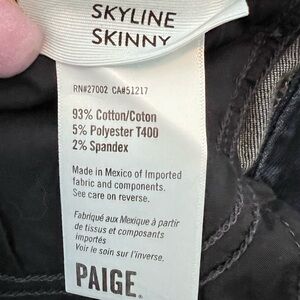 SKYLINE
SKINNY
RN#27002 CA#51217
93% Cotton/Coton
5% Polyester T400
2% Spandex
Made in Mexico of Imported
fabric and components.
See care on reverse.
Fabriqué aux Mexique à partir
de tissus et composants
importés
Voir le soin sur l'inverse.
PAIGE